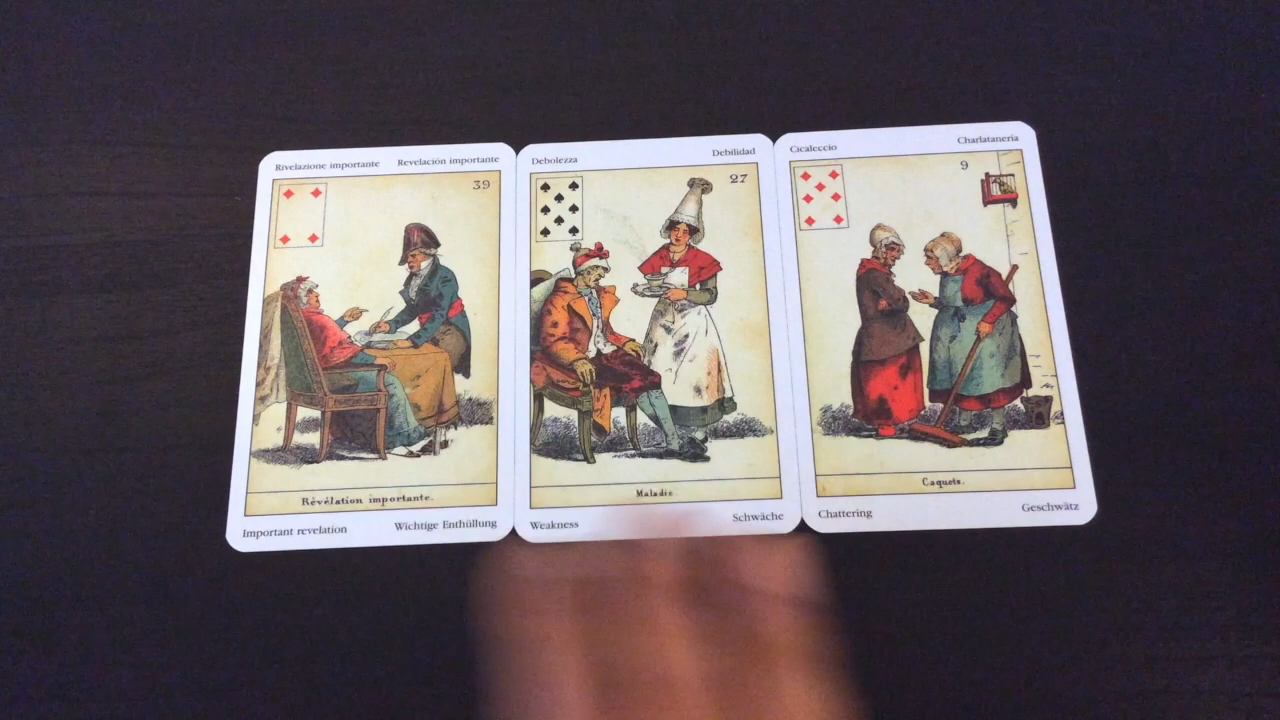 Rivelazione importante Revelación importante
39
Révélation importante.
Important revelation Wichtige Enthüllung
Debolezza Debilidad
27
Maladie
Weakness Schwäche
Cicaleccio Charlataneria
9
Caquets.
Chattering Geschwätz